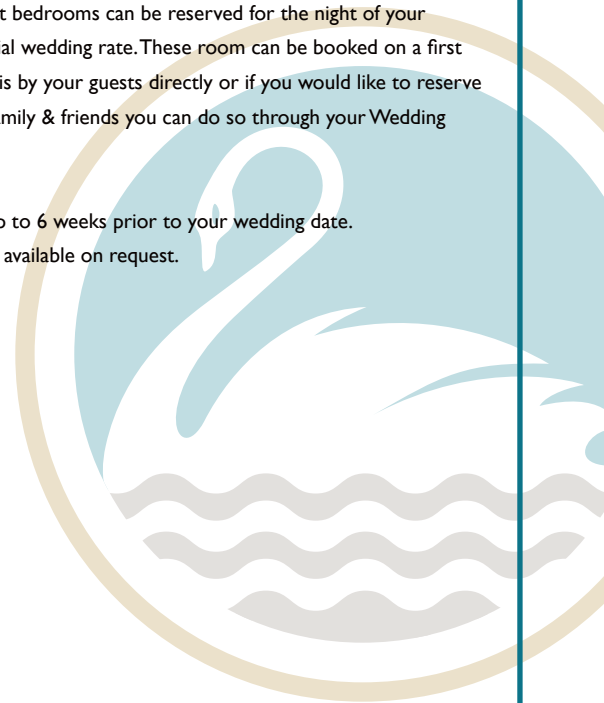 t bedrooms can be reserved for the night of your
ial wedding rate. These room can be booked on a first
is by your guests directly or if you would like to reserve
mily & friends you can do so through your Wedding
o to 6 weeks prior to your wedding date.
available on request.